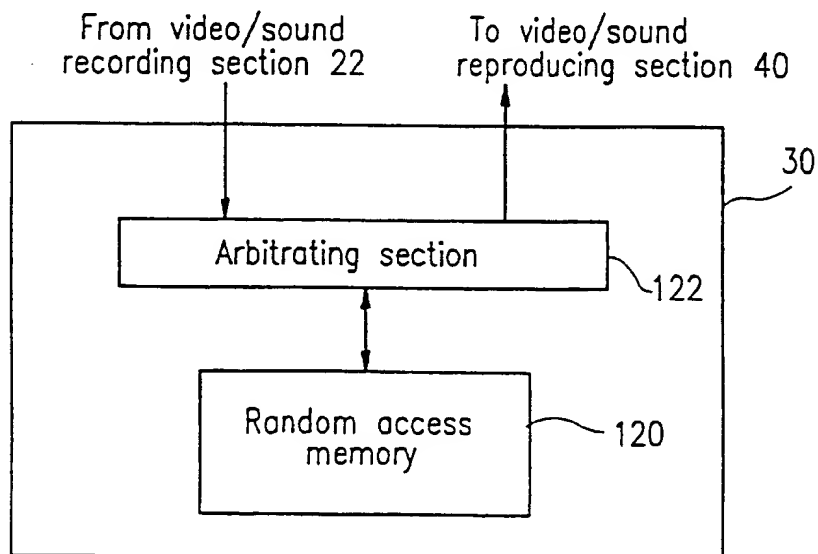 From video/sound
recording section 22
To video/sound
reproducing section 40
30
Arbitrating section
122
Random access
memory
120